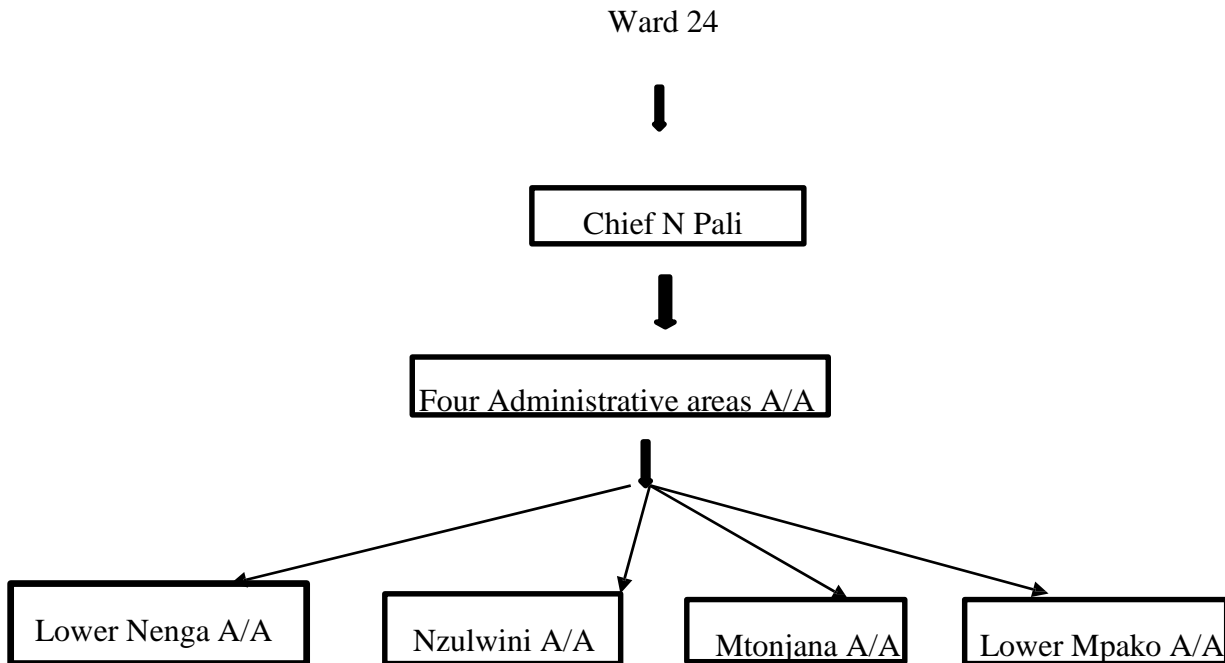 Ward 24
Chief N Pali
Four Administrative areas A/A
Lower Nenga A/A
Nzulwini A/A
Mtonjana A/A
Lower Mpako A/A